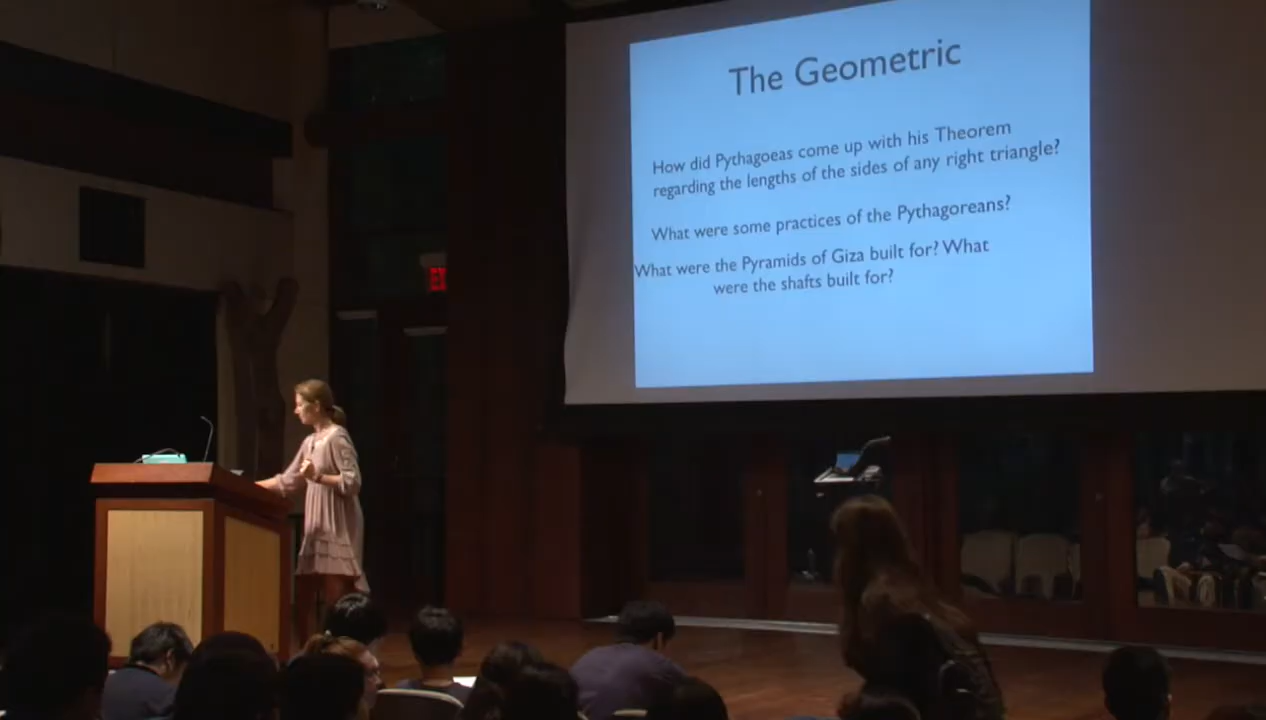 The Geometric
How did Pythagoeas come up with his Theorem
regarding the lengths of the sides of any right triangle?
What were some practices of the Pythagoreans?
What were the Pyramids of Giza built for? What
were the shafts built for?